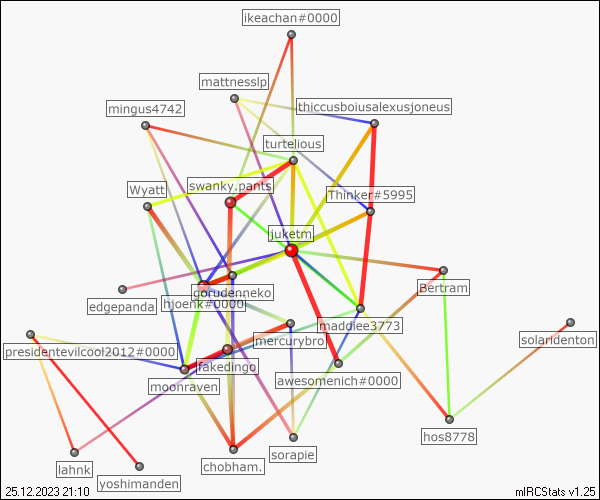 ikeachan#0000
mattnesslp
thiccusboiusalexusjoneus
mingus4742
turtelious
swanky.pants
Wyatt
Thinker#5995
juketm
gorudenneko
Bertram
hjoenk#0000
edgepanda
maddiee3773
mercurybro
solaridenton
presidentevilcool2012#0000
fakedingo
awesomenich#0000
moonraven
hos8778
sorapie
chobham.
lahnk
yoshimanden
25.12.2023 21:10
mIRCStats v1.25